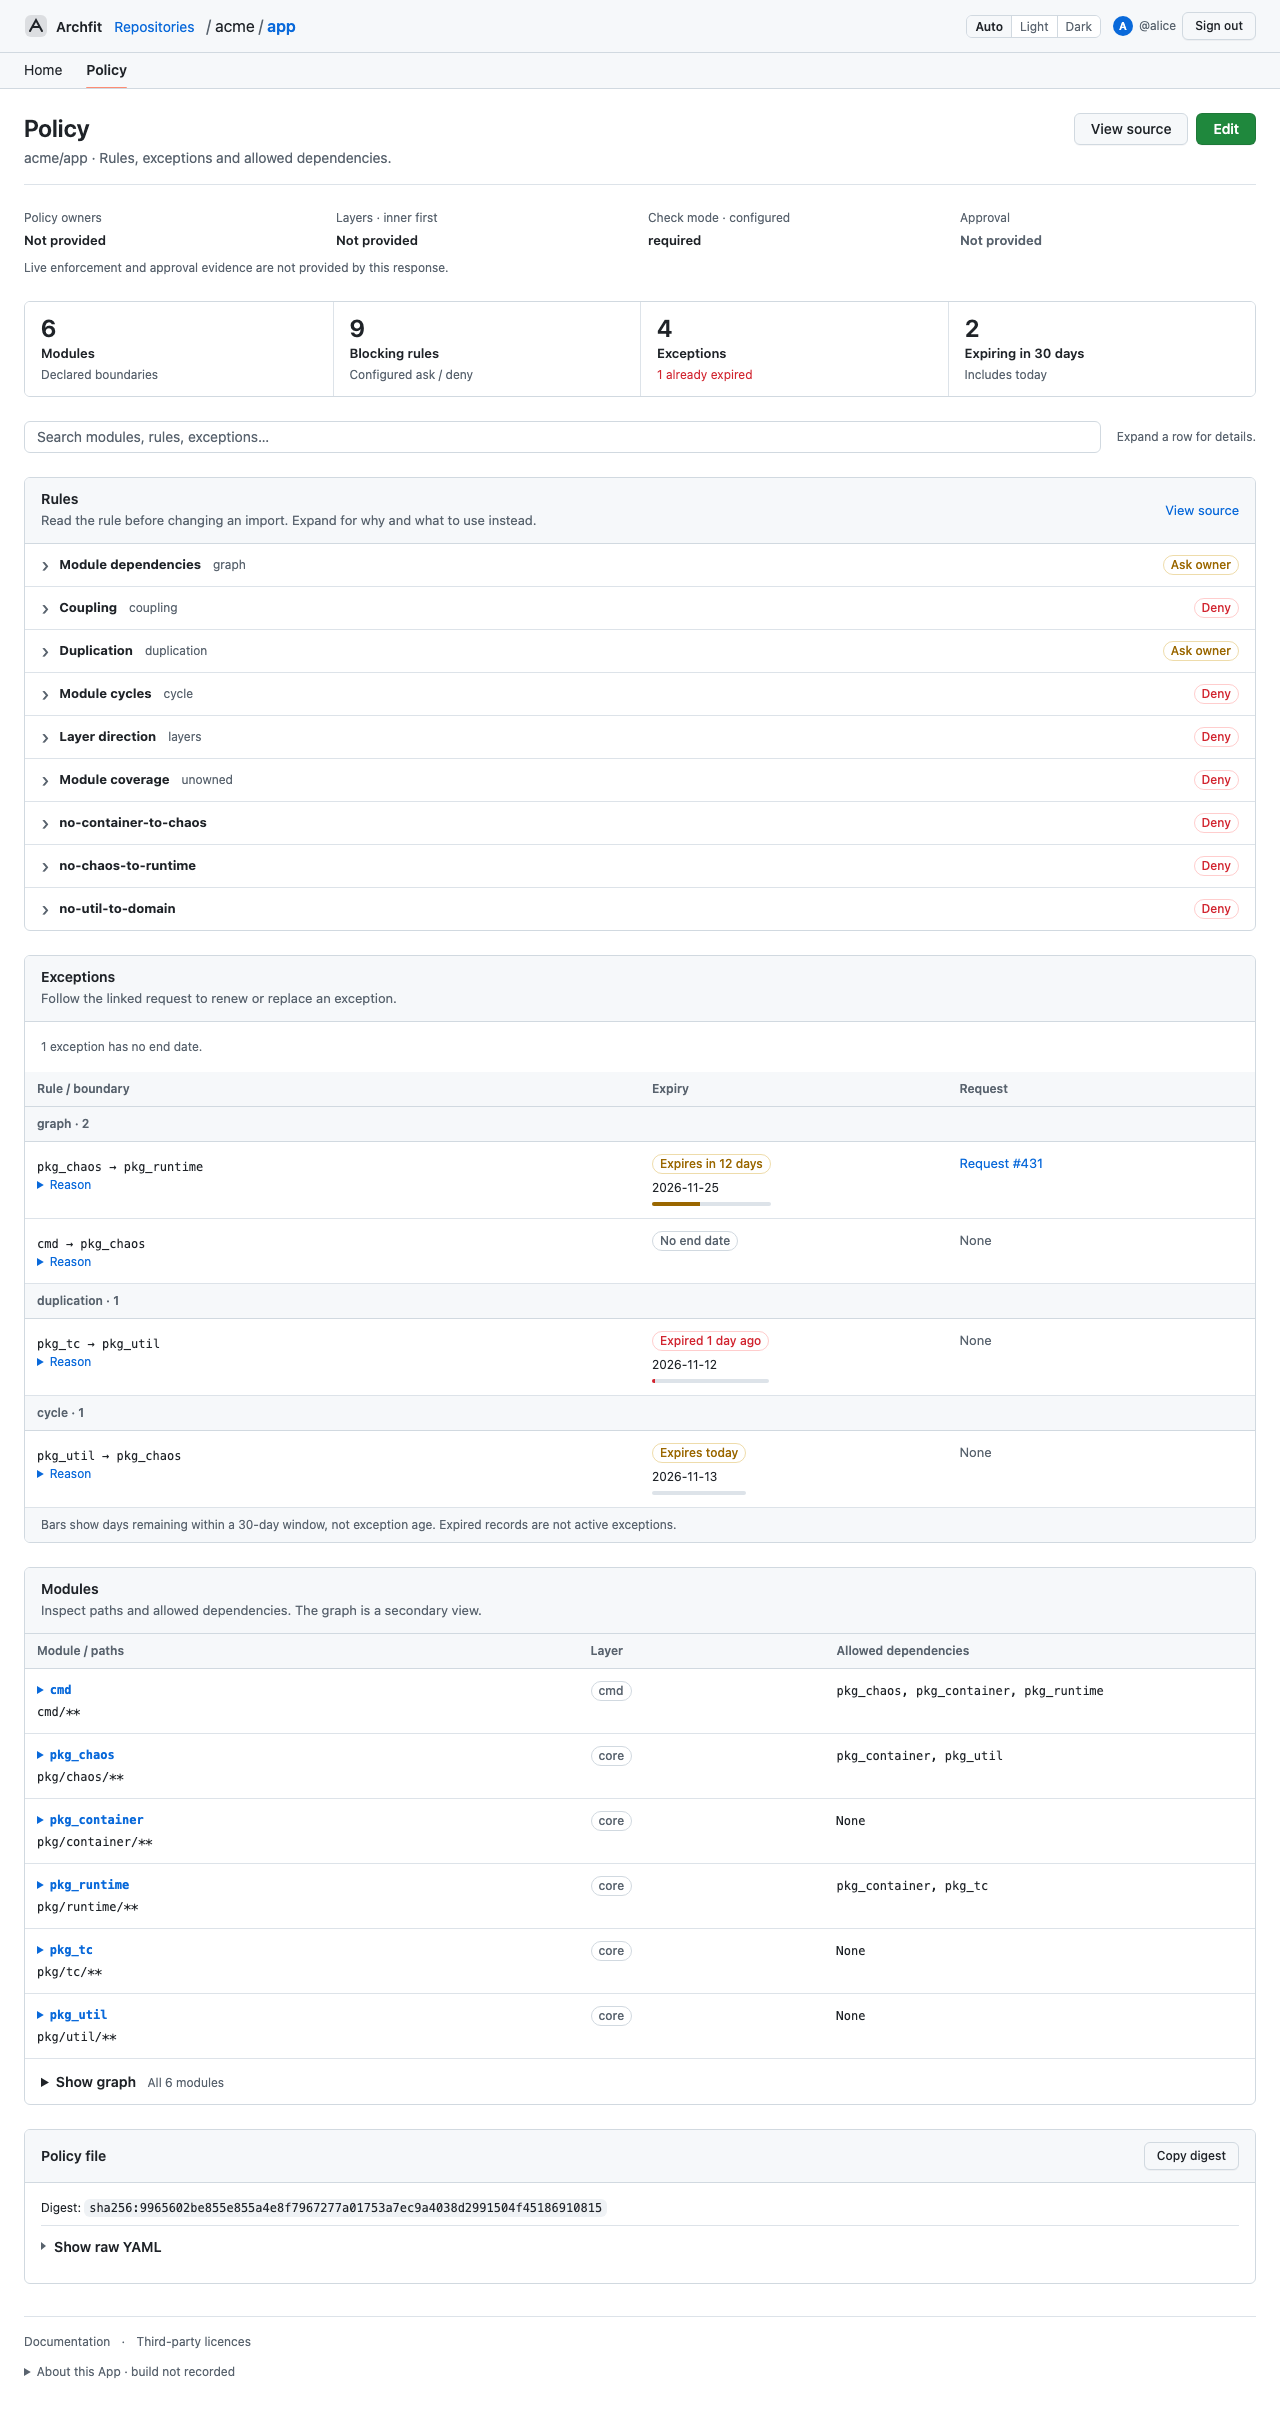 Archfit Repositories / acme / app Auto Light Dark A @alice Sign out
Home Policy
Policy View source Edit
acme/app · Rules, exceptions and allowed dependencies.
Policy owners Layers · inner first Check mode · configured Approval
Not provided Not provided required Not provided
Live enforcement and approval evidence are not provided by this response.
6 9 4 2
Modules Blocking rules Exceptions Expiring in 30 days
Declared boundaries Configured ask / deny 1 already expired Includes today
Search modules, rules, exceptions... Expand a row for details.
Rules
Read the rule before changing an import. Expand for why and what to use instead. View source
Module dependencies graph Ask owner
Coupling coupling Deny
Duplication duplication Ask owner
Module cycles cycle Deny
Layer direction layers Deny
Module coverage unowned Deny
no-container-to-chaos Deny
no-chaos-to-runtime Deny
no-util-to-domain Deny
Exceptions
Follow the linked request to renew or replace an exception.
1 exception has no end date.
Rule / boundary Expiry Request
graph · 2
pkg_chaos → pkg_runtime Expires in 12 days Request #431
Reason 2026-11-25
cmd → pkg_chaos No end date None
Reason
duplication · 1
pkg_tc → pkg_util Expired 1 day ago None
Reason 2026-11-12
cycle · 1
pkg_util → pkg_chaos Expires today None
Reason 2026-11-13
Bars show days remaining within a 30-day window, not exception age. Expired records are not active exceptions.
Modules
Inspect paths and allowed dependencies. The graph is a secondary view.
Module / paths Layer Allowed dependencies
cmd cmd pkg_chaos, pkg_container, pkg_runtime
cmd/**
pkg_chaos core pkg_container, pkg_util
pkg/chaos/**
pkg_container core None
pkg/container/**
pkg_runtime core pkg_container, pkg_tc
pkg/runtime/**
pkg_tc core None
pkg/tc/**
pkg_util core None
pkg/util/**
Show graph All 6 modules
Policy file Copy digest
Digest: sha256:9965602be855e855a4e8f7967277a01753a7ec9a4038d2991504f45186910815
Show raw YAML
Documentation · Third-party licences
About this App · build not recorded